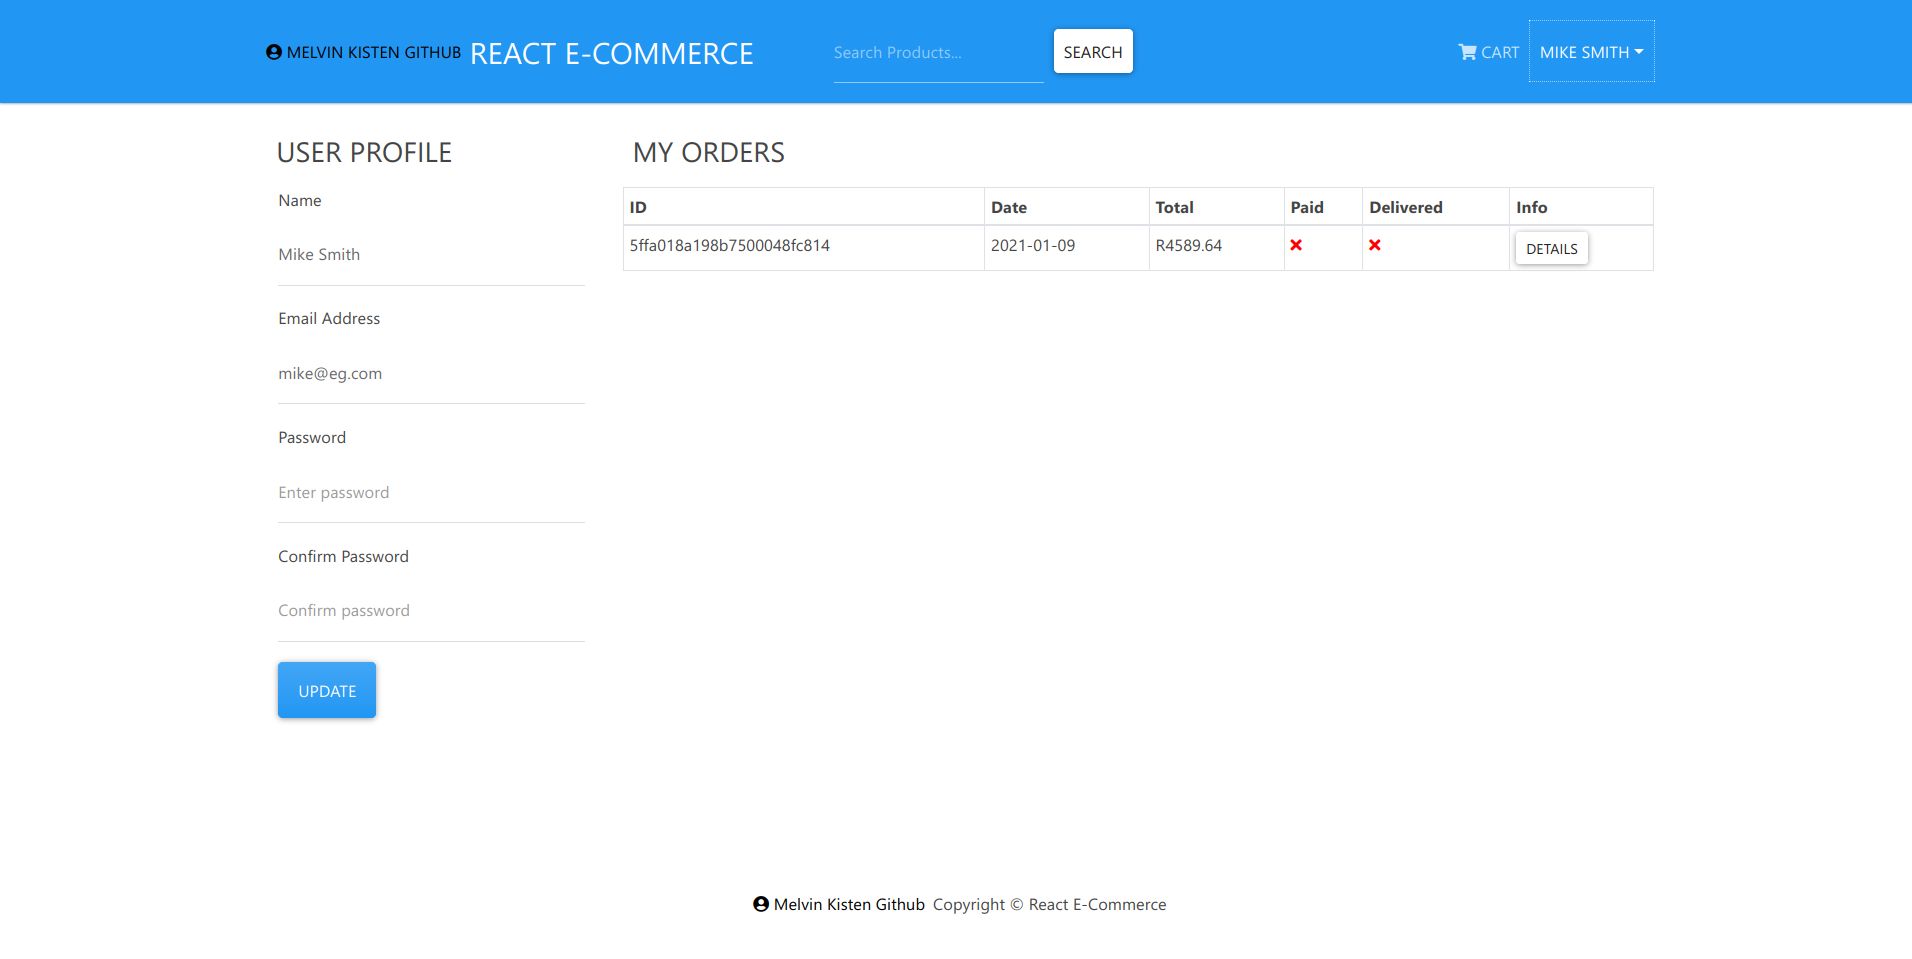 MELVIN KISTEN GITHUB REACT E-COMMERCE Search Products... SEARCH CART MIKE SMITH
USER PROFILE
Name
Mike Smith
Email Address
mike@eg.com
Password
Enter password
Confirm Password
Confirm password
UPDATE
MY ORDERS
ID Date Total Paid Delivered Info
5ffa018a198b7500048fc814 2021-01-09 R4589.64 DETAILS
Melvin Kisten Github Copyright © React E-Commerce